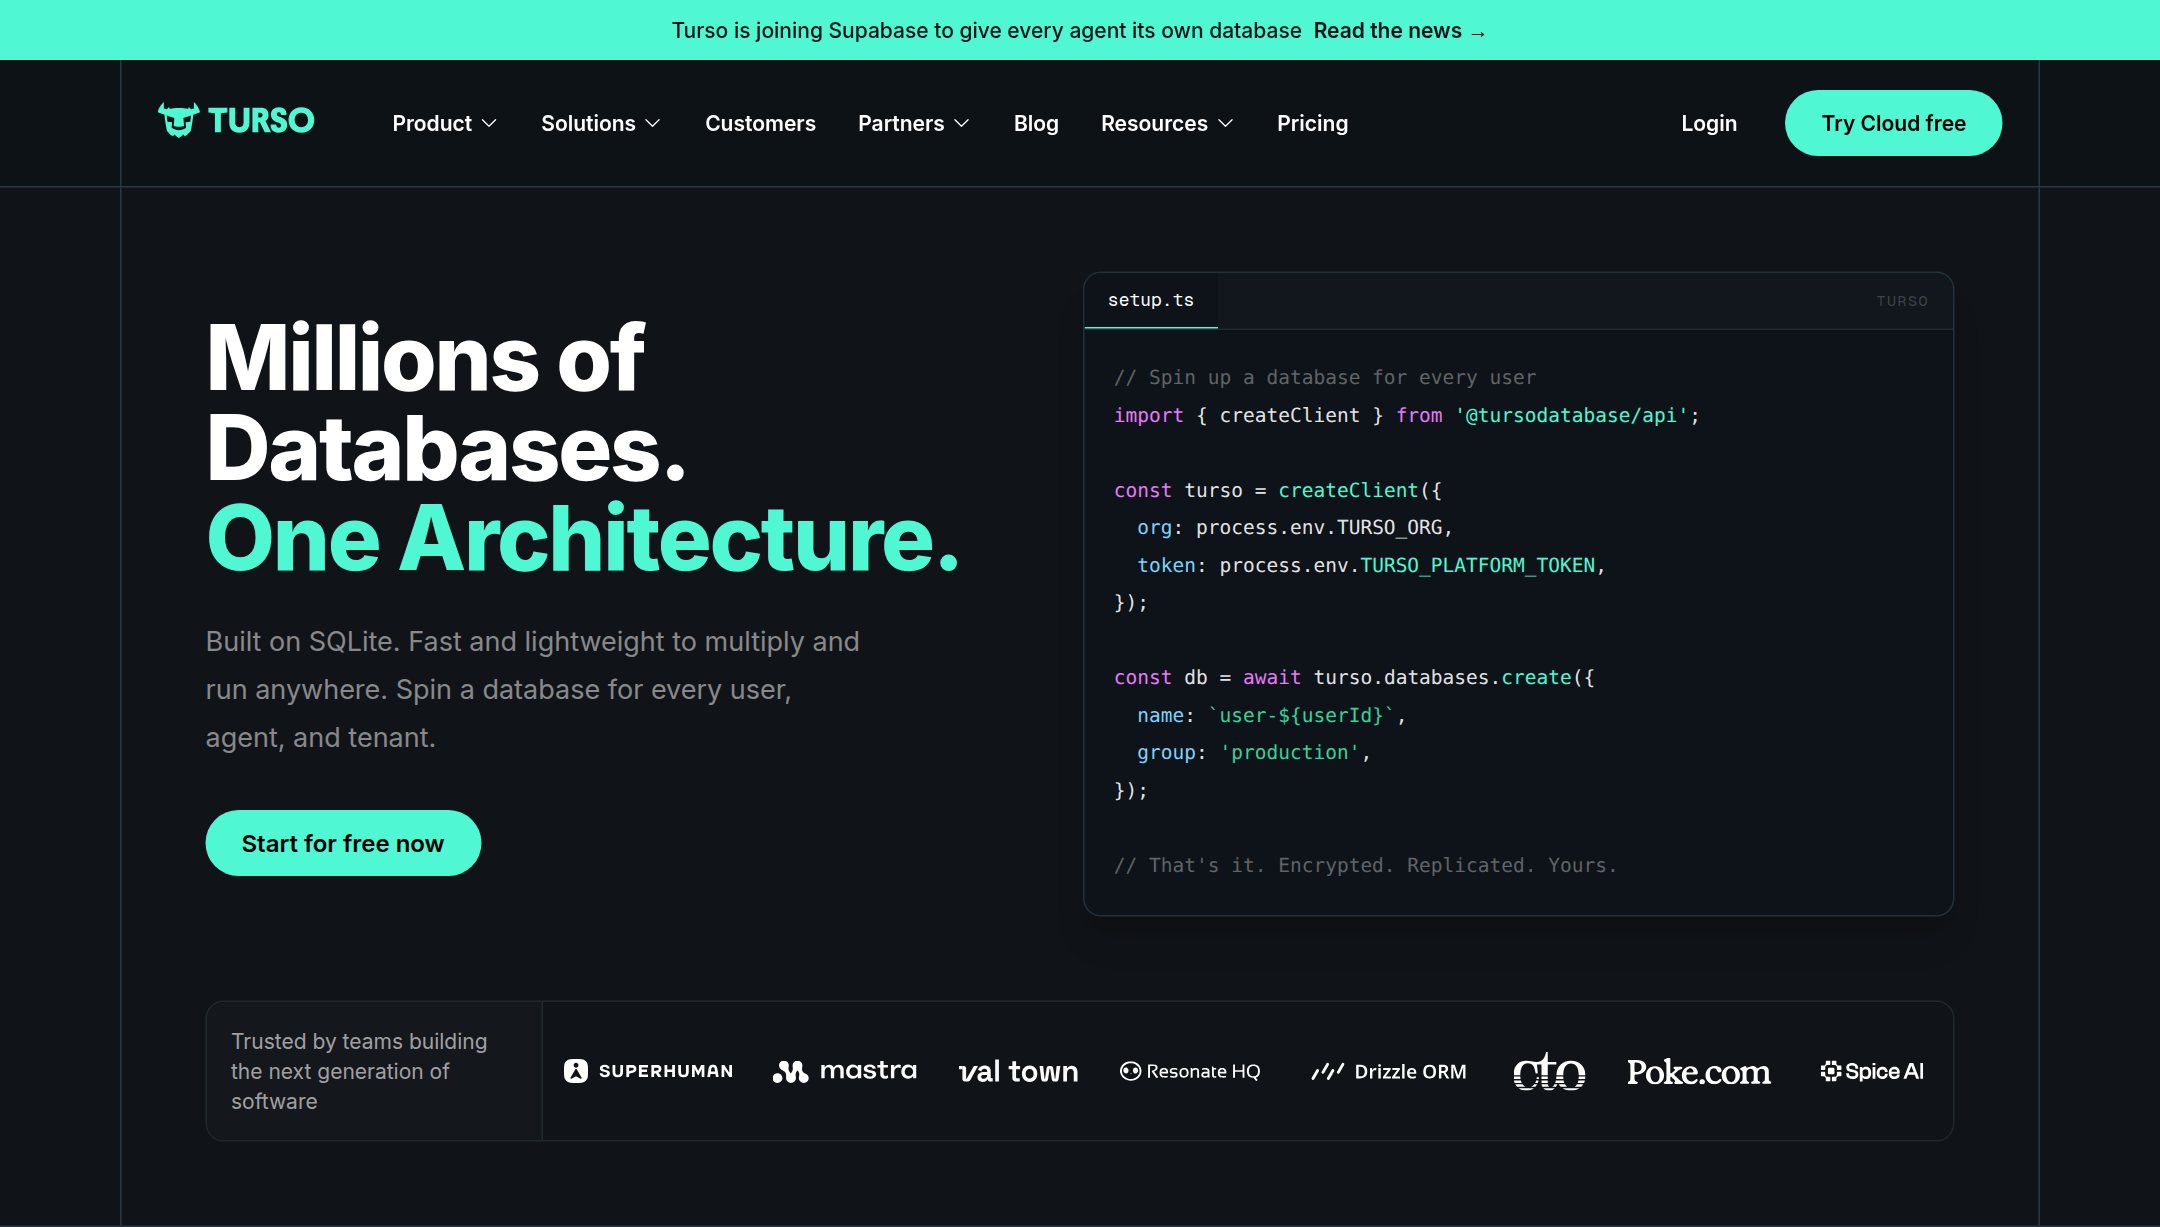 Turso is joining Supabase to give every agent its own database Read the news →
TURSO
Product
Solutions
Customers
Partners
Blog
Resources
Pricing
Login
Try Cloud free
Millions of
Databases.
One Architecture.
Built on SQLite. Fast and lightweight to multiply and
run anywhere. Spin a database for every user,
agent, and tenant.
Start for free now
setup.ts
TURSO
// Spin up a database for every user
import { createClient } from '@tursodatabase/api';
const turso = createClient({
  org: process.env.TURSO_ORG,
  token: process.env.TURSO_PLATFORM_TOKEN,
});
const db = await turso.databases.create({
  name: `user-${userId}`,
  group: 'production',
});
// That's it. Encrypted. Replicated. Yours.
Trusted by teams building
the next generation of
software
SUPERHUMAN
mastra
val town
Resonate HQ
Drizzle ORM
cto
Poke.com
Spice AI